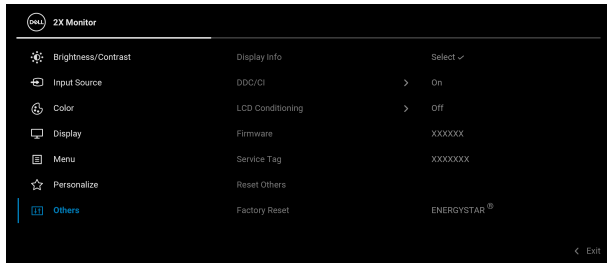 DELL 2X Monitor
Brightness/Contrast Display Info Select ✓
Input Source DDC/CI > On
Color LCD Conditioning > Off
Display Firmware XXXXXX
Menu Service Tag XXXXXXX
Personalize Reset Others
Others Factory Reset ENERGYSTAR ®
< Exit